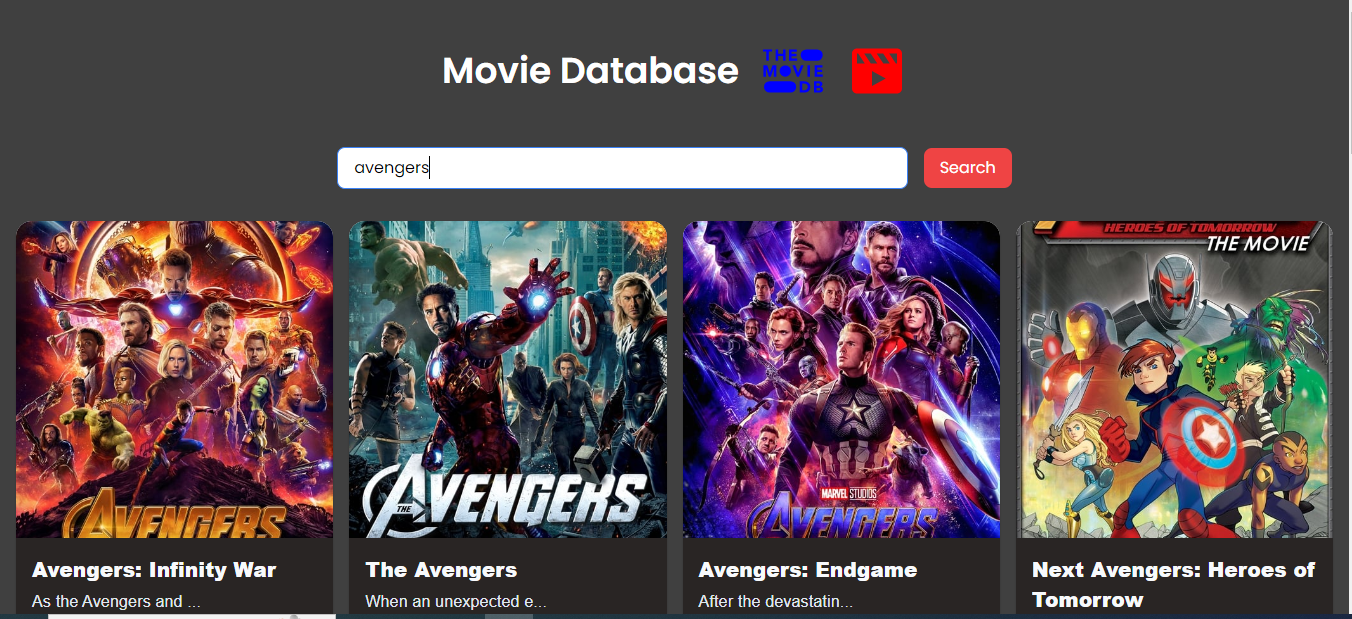 Movie Database
THE
MOVIE
DB
avengers
Search
AVENGERS
THE AVENGERS
MARVEL STUDIOS
AVENGERS
HEROES OF TOMORROW
THE MOVIE
Avengers: Infinity War
As the Avengers and ...
The Avengers
When an unexpected e...
Avengers: Endgame
After the devastatin...
Next Avengers: Heroes of
Tomorrow